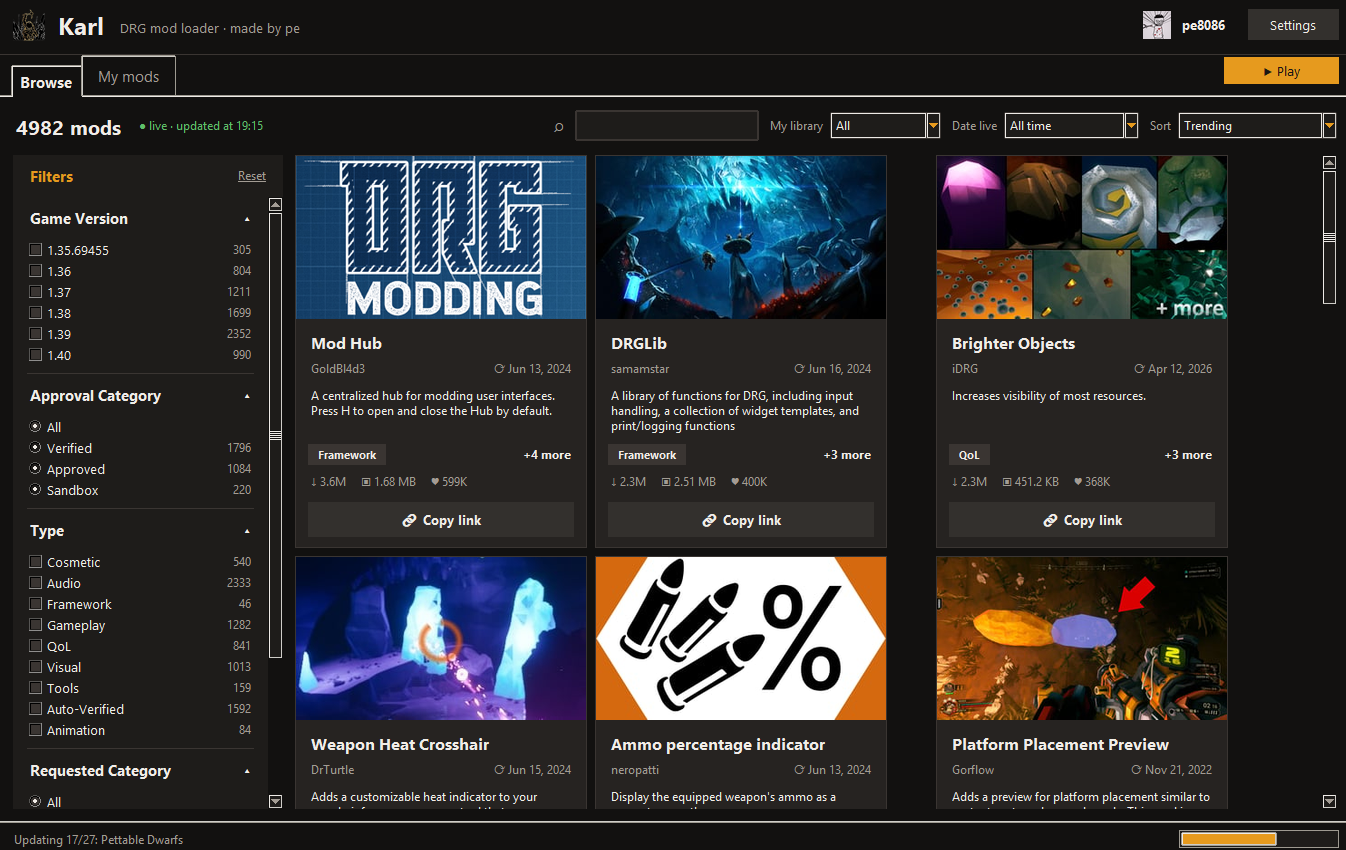 Karl
DRG mod loader · made by pe
pe8086
Settings
Browse
My mods
► Play
4982 mods
● live · updated at 19:15
My library
All
Date live
All time
Sort
Trending
Filters
Reset
Game Version
1.35.69455 305
1.36 804
1.37 1211
1.38 1699
1.39 2352
1.40 990
Approval Category
All
Verified 1796
Approved 1084
Sandbox 220
Type
Cosmetic 540
Audio 2333
Framework 46
Gameplay 1282
QoL 841
Visual 1013
Tools 159
Auto-Verified 1592
Animation 84
Requested Category
All
DRG
MODDING
Mod Hub
GoldBl4d3 Jun 13, 2024
A centralized hub for modding user interfaces.
Press H to open and close the Hub by default.
Framework +4 more
↓ 3.6M 1.68 MB ♥ 599K
Copy link
DRGLib
samamstar Jun 16, 2024
A library of functions for DRG, including input
handling, a collection of widget templates, and
print/logging functions
Framework +3 more
↓ 2.3M 2.51 MB ♥ 400K
Copy link
+ more
Brighter Objects
iDRG Apr 12, 2026
Increases visibility of most resources.
QoL +3 more
↓ 2.3M 451.2 KB ♥ 368K
Copy link
Weapon Heat Crosshair
DrTurtle Jun 15, 2024
Adds a customizable heat indicator to your
%
Ammo percentage indicator
neropatti Jun 13, 2024
Display the equipped weapon's ammo as a
Platform Placement Preview
Gorflow Nov 21, 2022
Adds a preview for platform placement similar to
Updating 17/27: Pettable Dwarfs